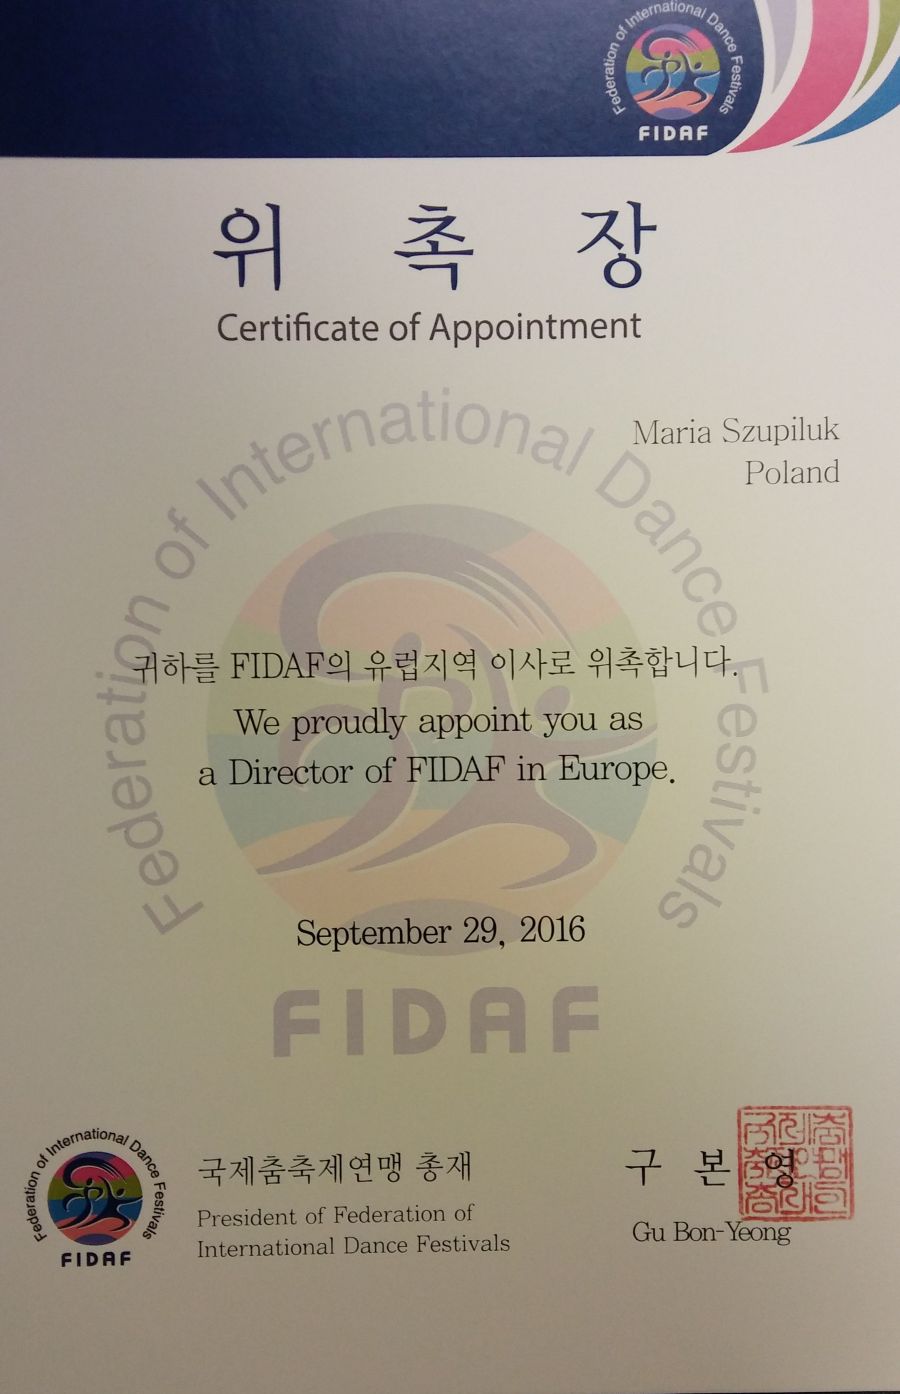 Federation of International Dance Festivals
FIDAF
위 촉 장
Certificate of Appointment
Maria Szupiluk
Poland
Federation of International Dance Festivals
귀하를 FIDAF의 유럽지역 이사로 위촉합니다.
We proudly appoint you as
a Director of FIDAF in Europe.
September 29, 2016
FIDAF
Federation of International Dance Festivals
FIDAF
국제춤축제연맹 총재
President of Federation of
International Dance Festivals
구 본 영
Gu Bon-Yeong